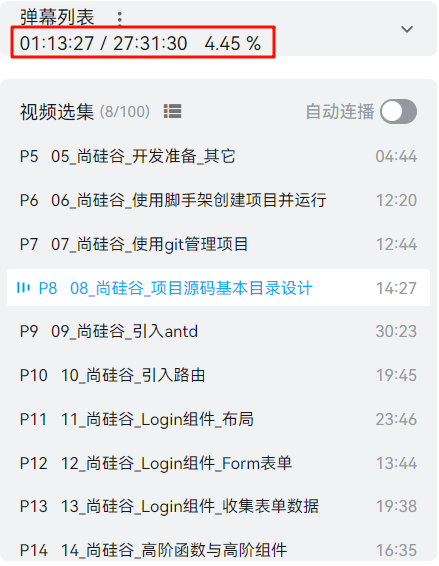 弹幕列表
01:13:27 / 27:31:30 4.45 %
视频选集 (8/100) 自动连播
P5 05_尚硅谷_开发准备_其它 04:44
P6 06_尚硅谷_使用脚手架创建项目并运行 12:20
P7 07_尚硅谷_使用git管理项目 12:44
P8 08_尚硅谷_项目源码基本目录设计 14:27
P9 09_尚硅谷_引入antd 30:23
P10 10_尚硅谷_引入路由 19:45
P11 11_尚硅谷_Login组件_布局 23:46
P12 12_尚硅谷_Login组件_Form表单 13:44
P13 13_尚硅谷_Login组件_收集表单数据 19:38
P14 14_尚硅谷_高阶函数与高阶组件 16:35